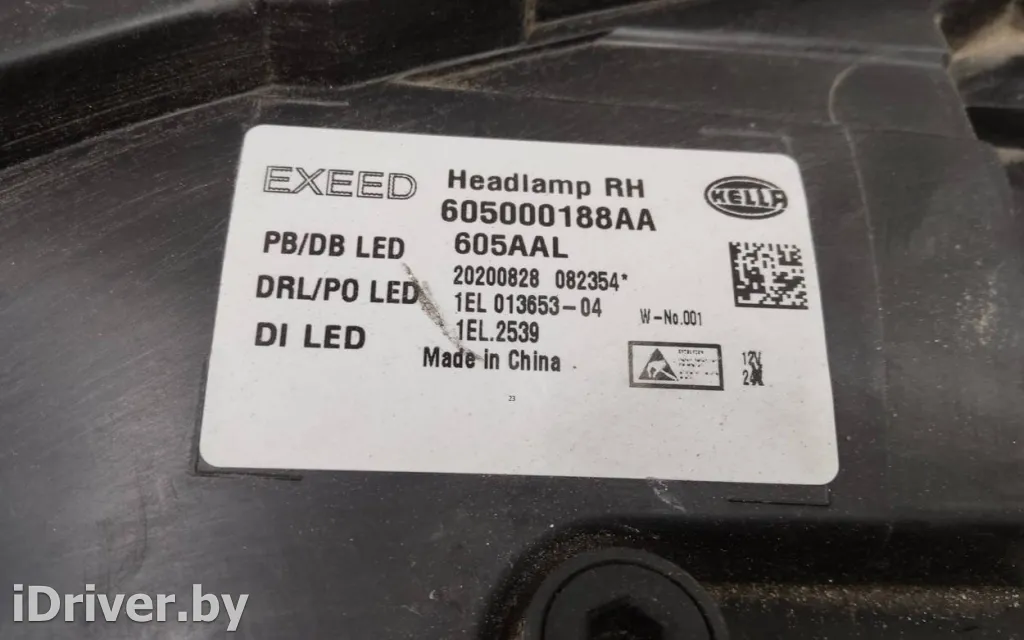 EXEED Headlamp RH HELLA
605000188AA
PB/DB LED 605AAL
20200828 082354*
DRL/PO LED 1EL 013653-04
W-No.001
DI LED 1EL.2539
Made in China
12V
23
iDriver.by